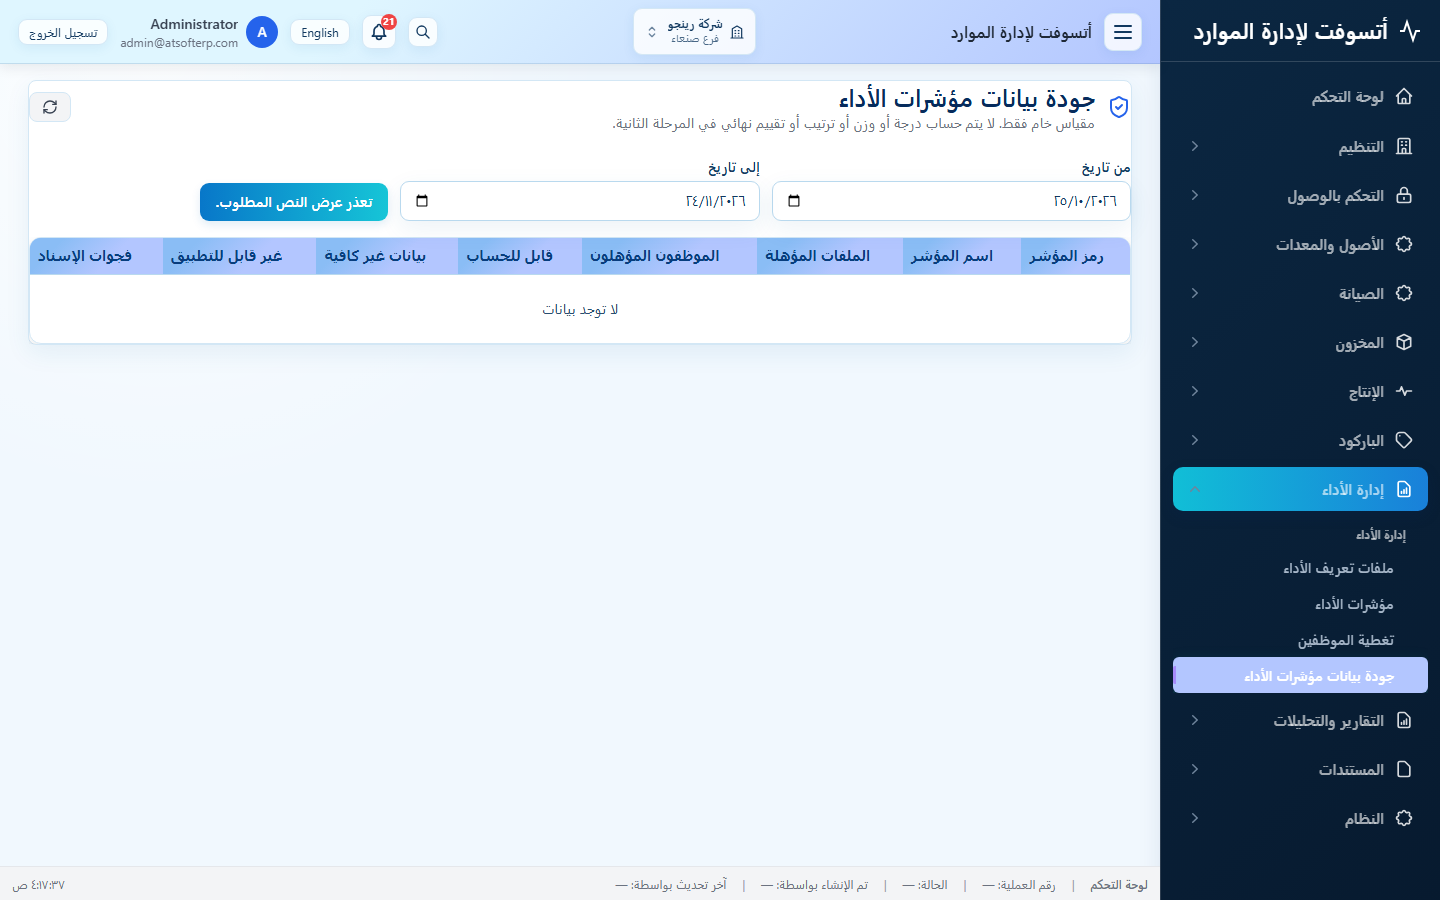 أتسوفت لإدارة الموارد
لوحة التحكم
التنظيم
التحكم بالوصول
الأصول والمعدات
الصيانة
المخزون
الإنتاج
الباركود
إدارة الأداء
إدارة الأداء
ملفات تعريف الأداء
مؤشرات الأداء
تغطية الموظفين
جودة بيانات مؤشرات الأداء
التقارير والتحليلات
المستندات
النظام
أتسوفت لإدارة الموارد
شركة رينجو
فرع صنعاء
21
English
A
Administrator
admin@atsofterp.com
تسجيل الخروج
جودة بيانات مؤشرات الأداء
مقياس خام فقط. لا يتم حساب درجة أو وزن أو ترتيب أو تقييم نهائي في المرحلة الثانية.
من تاريخ
٢٥/١٠/٢٠٢٦
إلى تاريخ
٢٤/١١/٢٠٢٦
تعذر عرض النص المطلوب.
رمز المؤشر اسم المؤشر الملفات المؤهلة الموظفون المؤهلون قابل للحساب بيانات غير كافية غير قابل للتطبيق فجوات الإسناد
لا توجد بيانات
لوحة التحكم | رقم العملية: — | الحالة: — | تم الإنشاء بواسطة: — | آخر تحديث بواسطة: —
٤:١٧:٣٧ ص